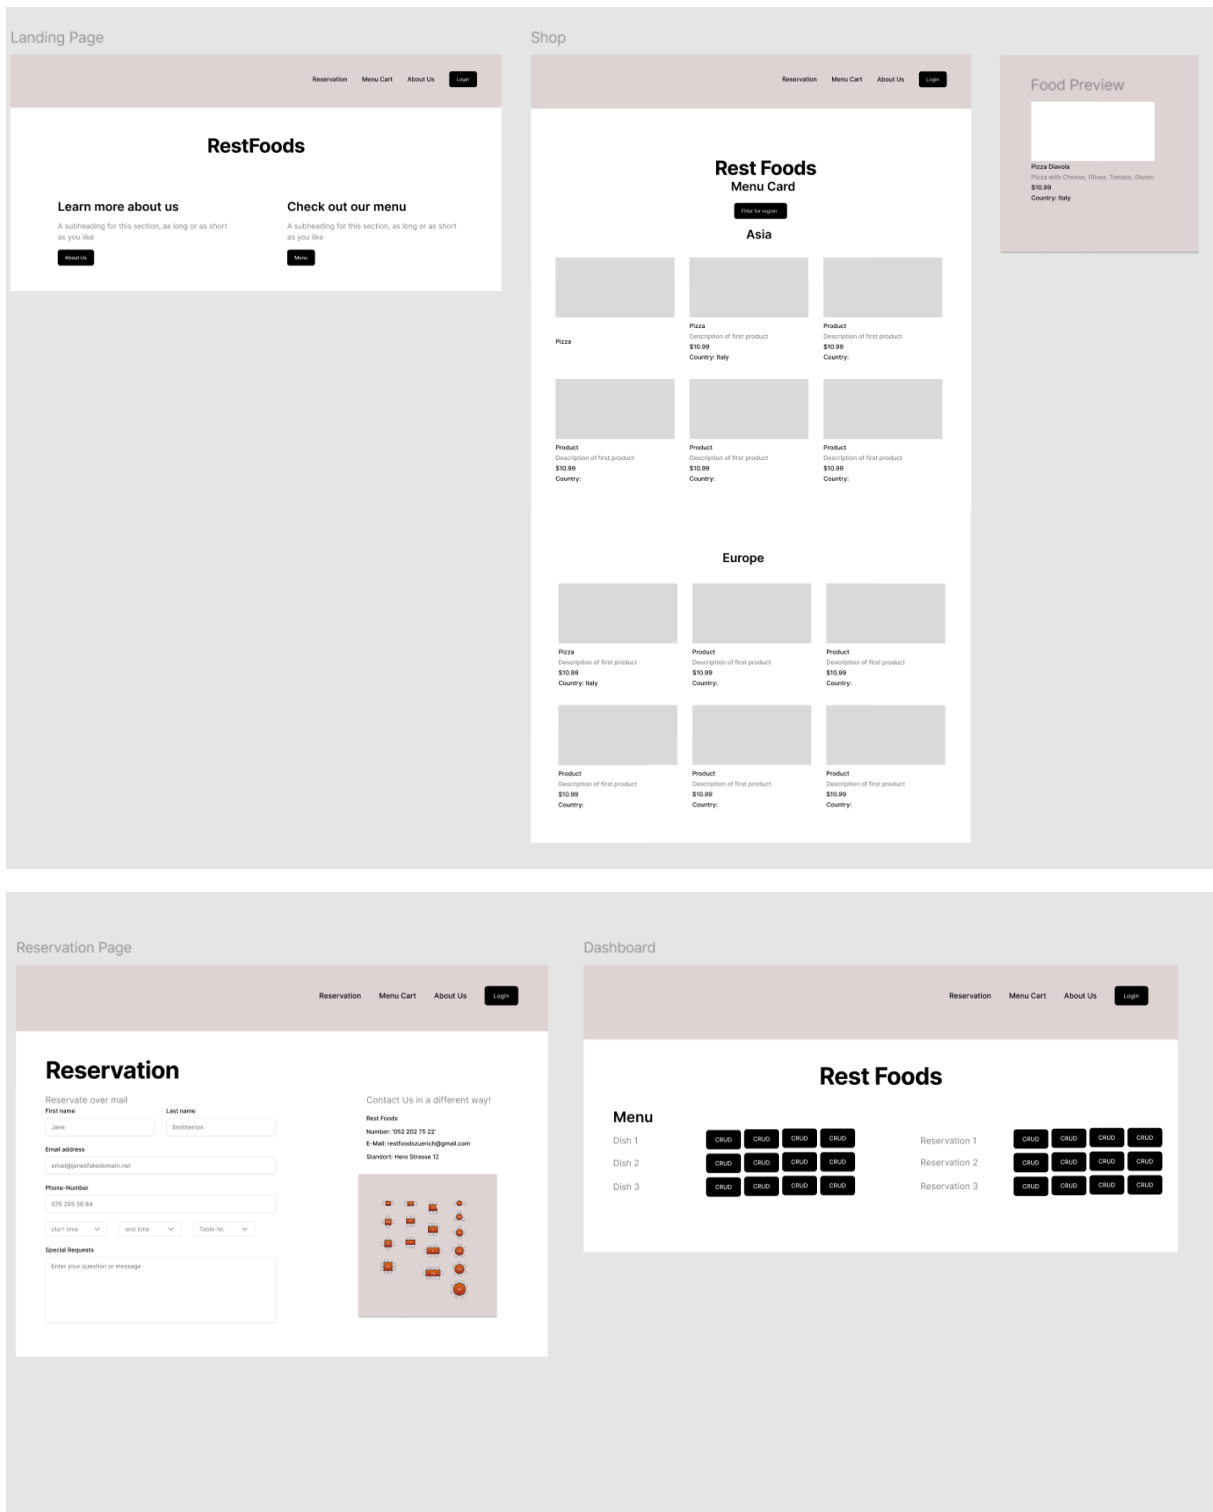 Landing Page
Reservation Menu Cart About Us Login
RestFoods
Learn more about us
A subheading for this section, as long or as short
as you like
About Us
Check out our menu
A subheading for this section, as long or as short
as you like
Menu
Shop
Reservation Menu Cart About Us Login
Rest Foods
Menu Card
Filter for region
Asia
Pizza
Pizza
Description of first product
$10.99
Country: Italy
Product
Description of first product
$10.99
Country:
Product
Description of first product
$10.99
Country:
Product
Description of first product
$10.99
Country:
Product
Description of first product
$10.99
Country:
Europe
Pizza
Description of first product
$10.99
Country: Italy
Product
Description of first product
$10.99
Country:
Product
Description of first product
$10.99
Country:
Product
Description of first product
$10.99
Country:
Product
Description of first product
$10.99
Country:
Product
Description of first product
$10.99
Country:
Food Preview
Pizza Diavola
Pizza with Cheese, Olives, Tomato, Gluten
$10.99
Country: Italy
Reservation Page
Reservation Menu Cart About Us Login
Reservation
Reservate over mail
First name Last name
Jane Smitherton
Email address
email@janesfakedomain.net
Phone-Number
076 295 56 64
start time end time Table-Nr.
Special Requests
Enter your question or message
Contact Us in a different way!
Rest Foods
Number: '052 202 75 22'
E-Mail: restfoodszuerich@gmail.com
Standort: Hero Strasse 12
Dashboard
Reservation Menu Cart About Us Login
Rest Foods
Menu
Dish 1 CRUD CRUD CRUD CRUD
Dish 2 CRUD CRUD CRUD CRUD
Dish 3 CRUD CRUD CRUD CRUD
Reservation 1 CRUD CRUD CRUD CRUD
Reservation 2 CRUD CRUD CRUD CRUD
Reservation 3 CRUD CRUD CRUD CRUD